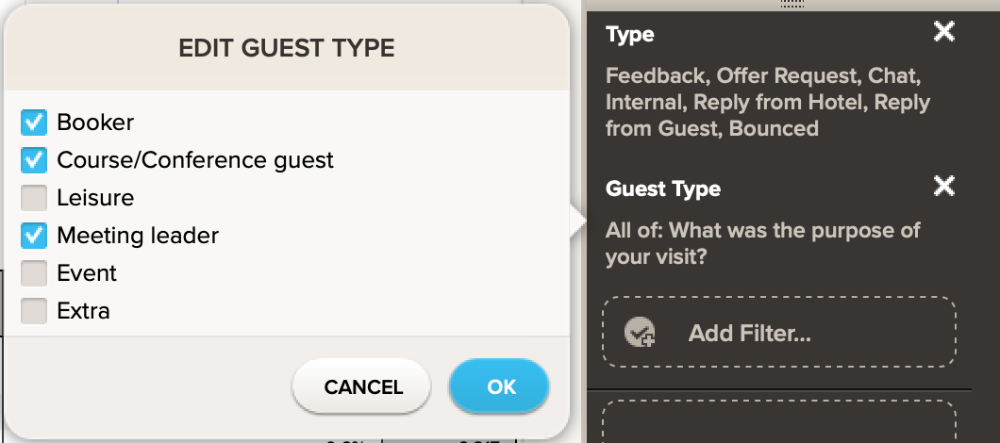 EDIT GUEST TYPE
Booker
Course/Conference guest
Leisure
Meeting leader
Event
Extra
CANCEL
OK
Type
Feedback, Offer Request, Chat,
Internal, Reply from Hotel, Reply
from Guest, Bounced
Guest Type
All of: What was the purpose of
your visit?
Add Filter...